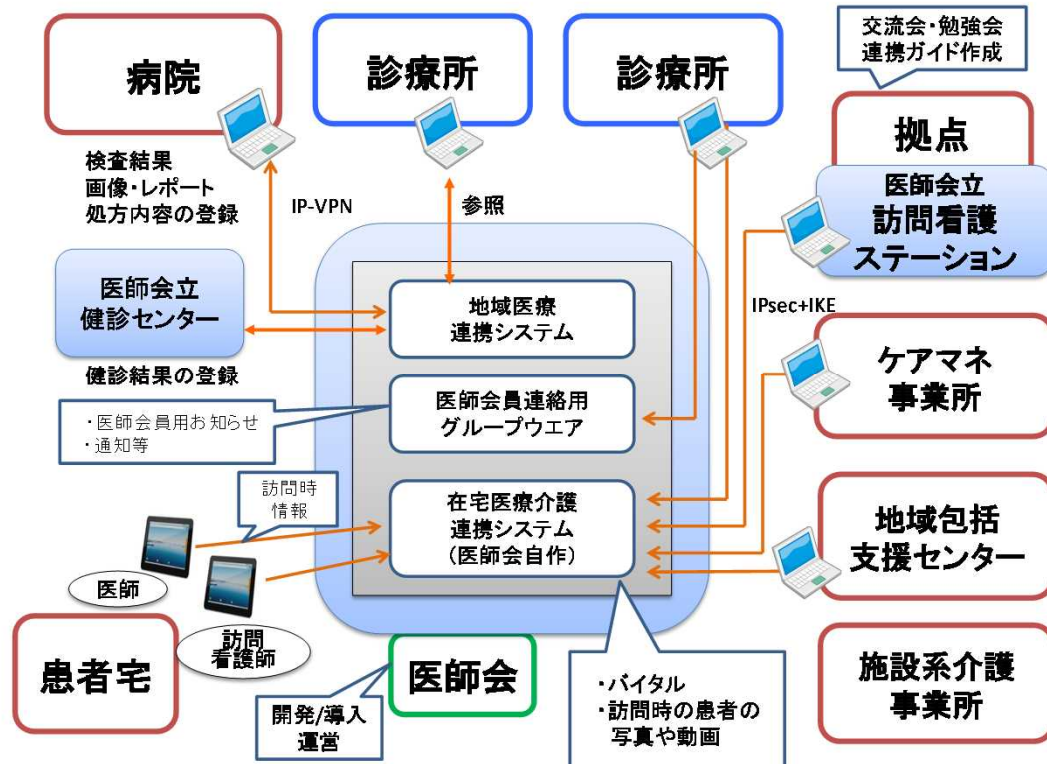 病院
診療所
診療所
交流会・勉強会
連携ガイド作成
拠点
医師会立
訪問看護
ステーション
検査結果
画像・レポート
処方内容の登録
IP-VPN
参照
医師会立
健診センター
健診結果の登録
地域医療
連携システム
IPsec+IKE
ケアマネ
事業所
・医師会員用お知らせ
・通知等
医師会員連絡用
グループウエア
訪問時
情報
在宅医療介護
連携システム
(医師会自作)
地域包括
支援センター
医師
訪問
看護師
患者宅
医師会
開発/導入
運営
・バイタル
・訪問時の患者の
写真や動画
施設系介護
事業所